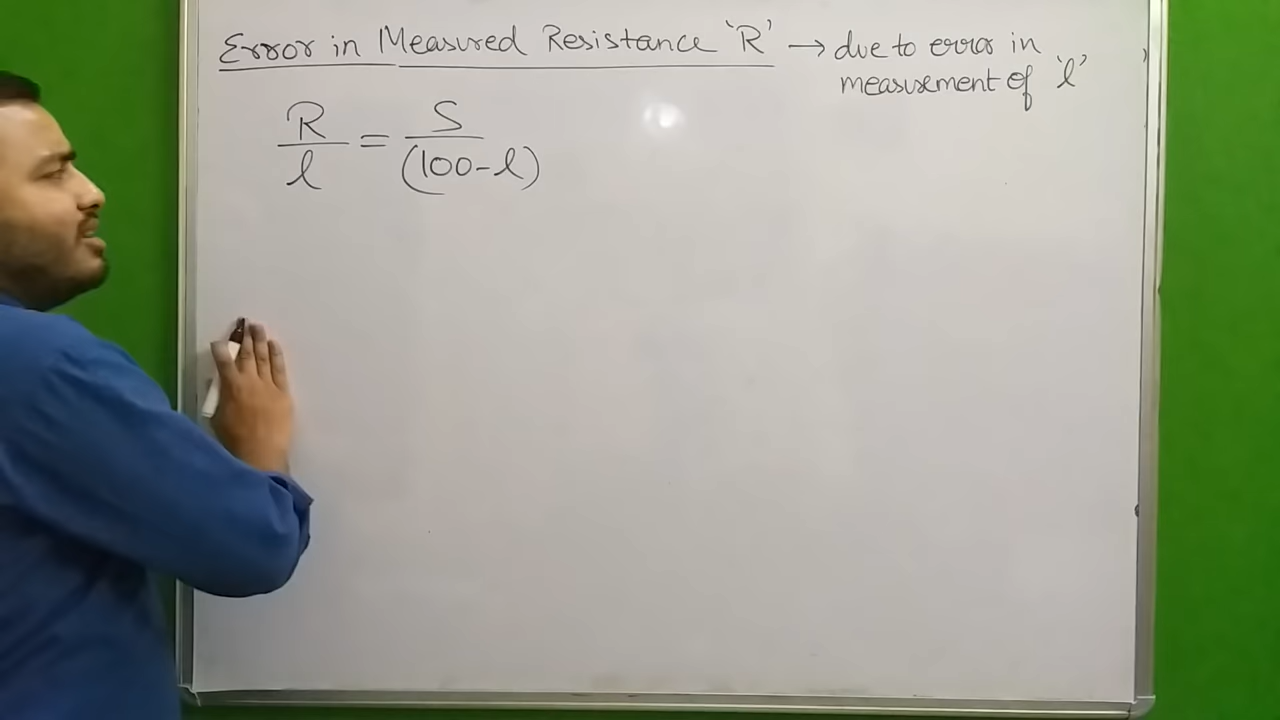 Error in Measured Resistance 'R' → due to error in
measurement of 'l'
R/l = S/(100-l)